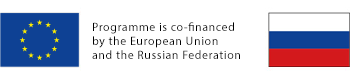 Programme is co-financed
by the European Union
and the Russian Federation